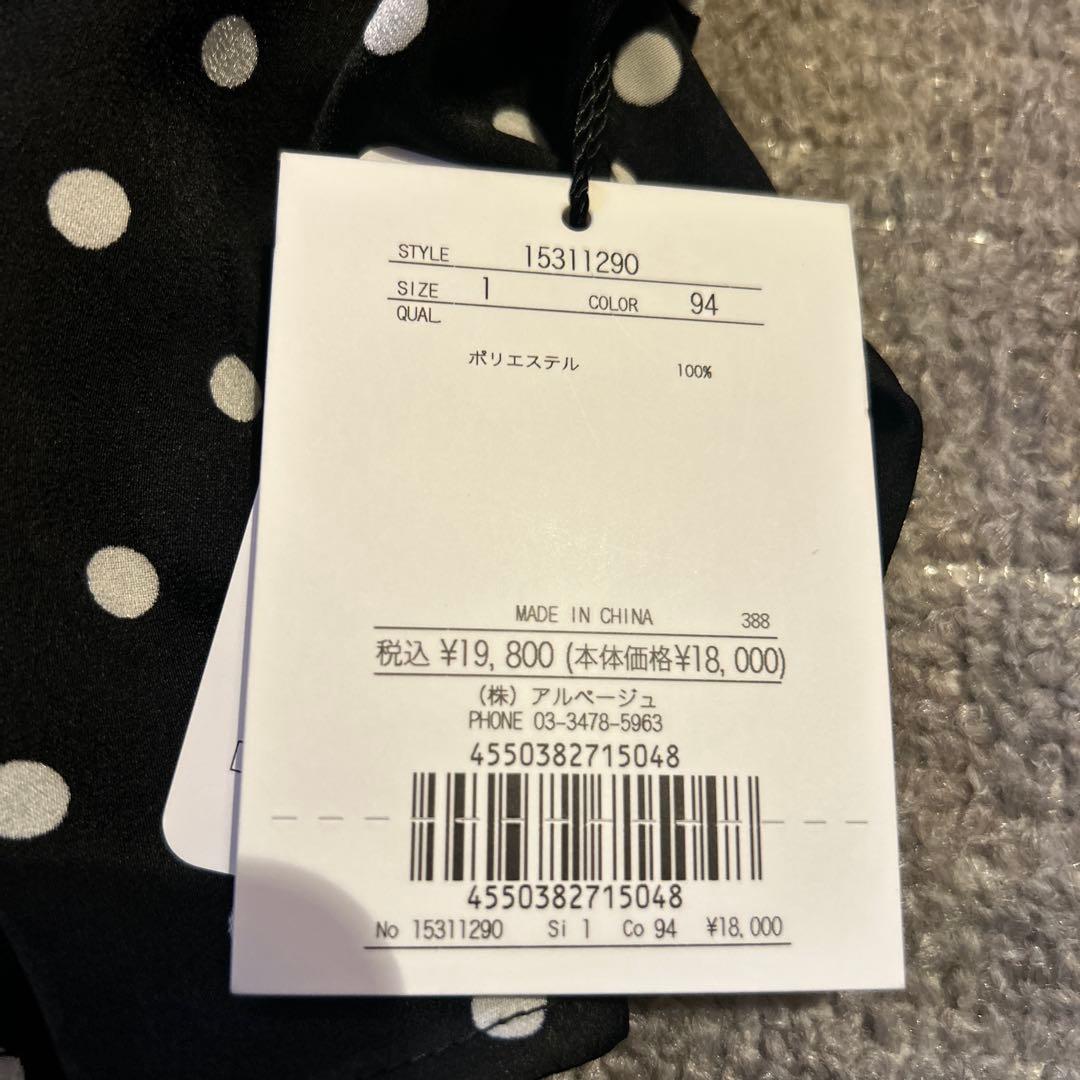 STYLE 15311290
SIZE 1 COLOR 94
QUAL
ポリエステル 100%
MADE IN CHINA 388
税込 ¥19,800 (本体価格¥18,000)
(株) アルページュ
PHONE 03-3478-5963
4550382715048
4550382715048
No 15311290 Si 1 Co 94 ¥18,000